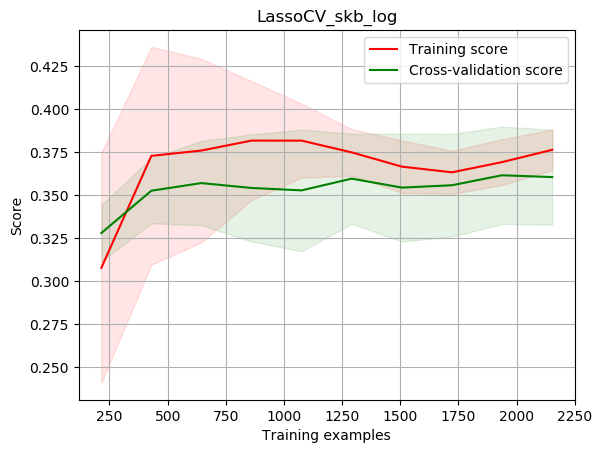 LassoCV_skb_log
Training score
Cross-validation score
0.425
0.400
0.375
0.350
0.325
0.300
0.275
0.250
Score
250 500 750 1000 1250 1500 1750 2000 2250
Training examples